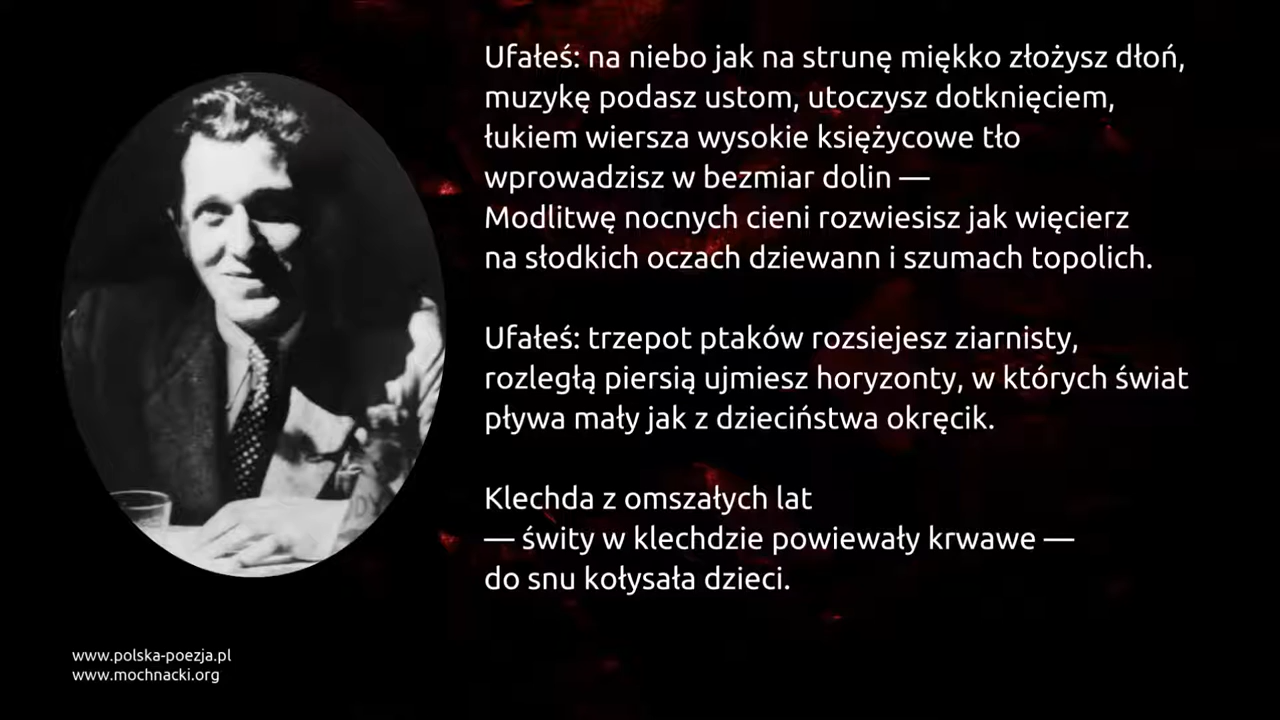 Ufałeś: na niebo jak na strunę miękko złożysz dłoń,
muzykę podasz ustom, utoczysz dotknięciem,
łukiem wiersza wysokie księżycowe tło
wprowadzisz w bezmiar dolin —
Modlitwę nocnych cieni rozwiesisz jak więcierz
na słodkich oczach dziewann i szumach topolich.
Ufałeś: trzepot ptaków rozsiejesz ziarnisty,
rozległą piersią ujmiesz horyzonty, w których świat
pływa mały jak z dzieciństwa okręcik.
Klechda z omszałych lat
— świty w klechdzie powiewały krwawe —
do snu kołysała dzieci.
www.polska-poezja.pl
www.mochnacki.org